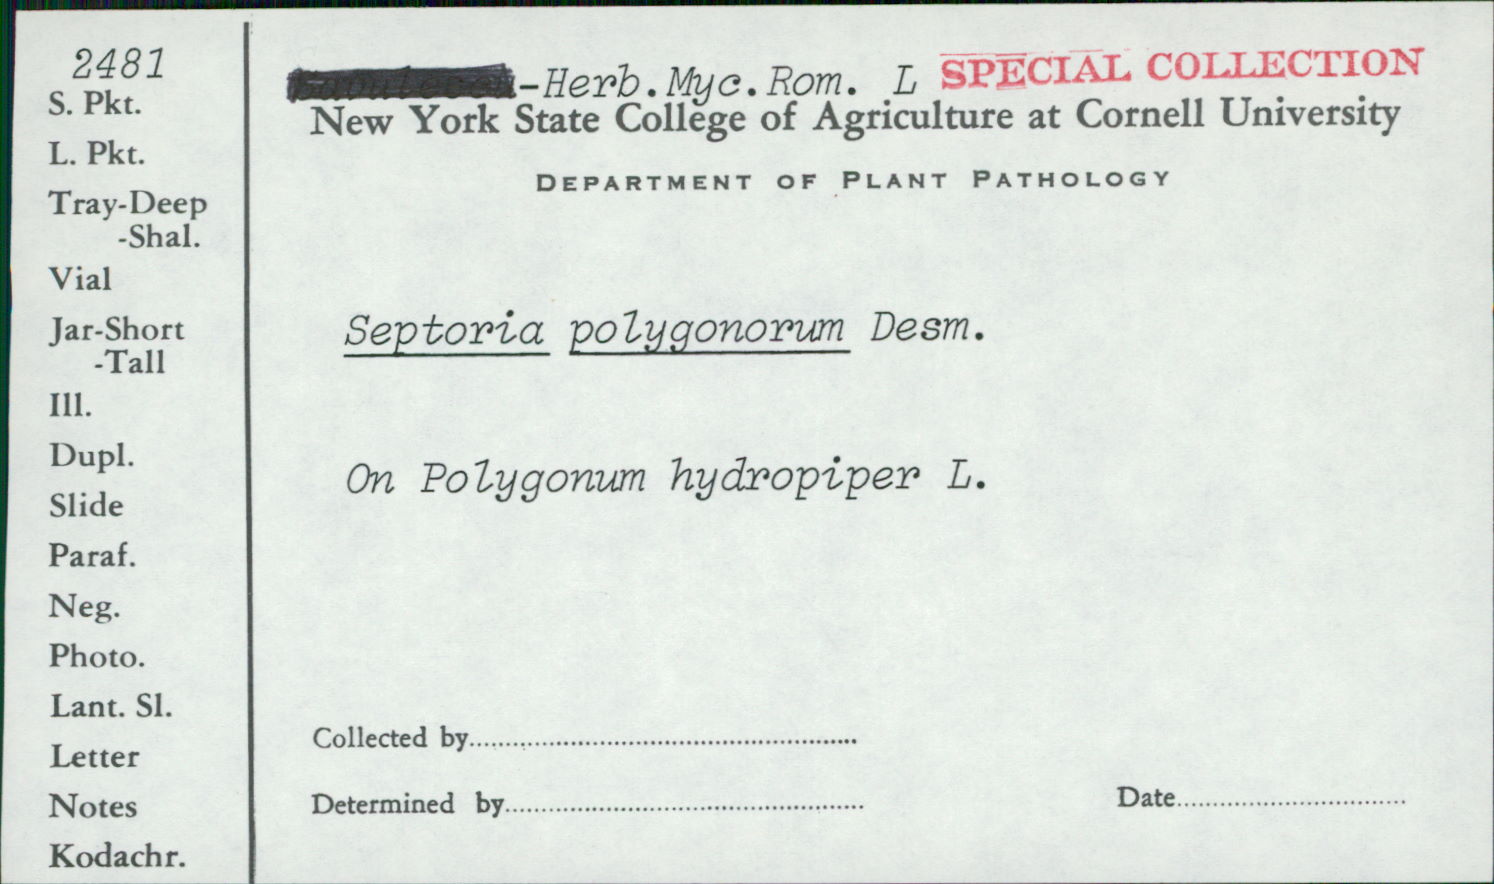 2481
S. Pkt.
L. Pkt.
Tray-Deep
-Shal.
Vial
Jar-Short
-Tall
Ill.
Dupl.
Slide
Paraf.
Neg.
Photo.
Lant. Sl.
Letter
Notes
Kodachr.
-Herb.Myc.Rom. L SPECIAL COLLECTION
New York State College of Agriculture at Cornell University
DEPARTMENT OF PLANT PATHOLOGY
Septoria polygonorum Desm.
On Polygonum hydropiper L.
Collected by
Determined by
Date